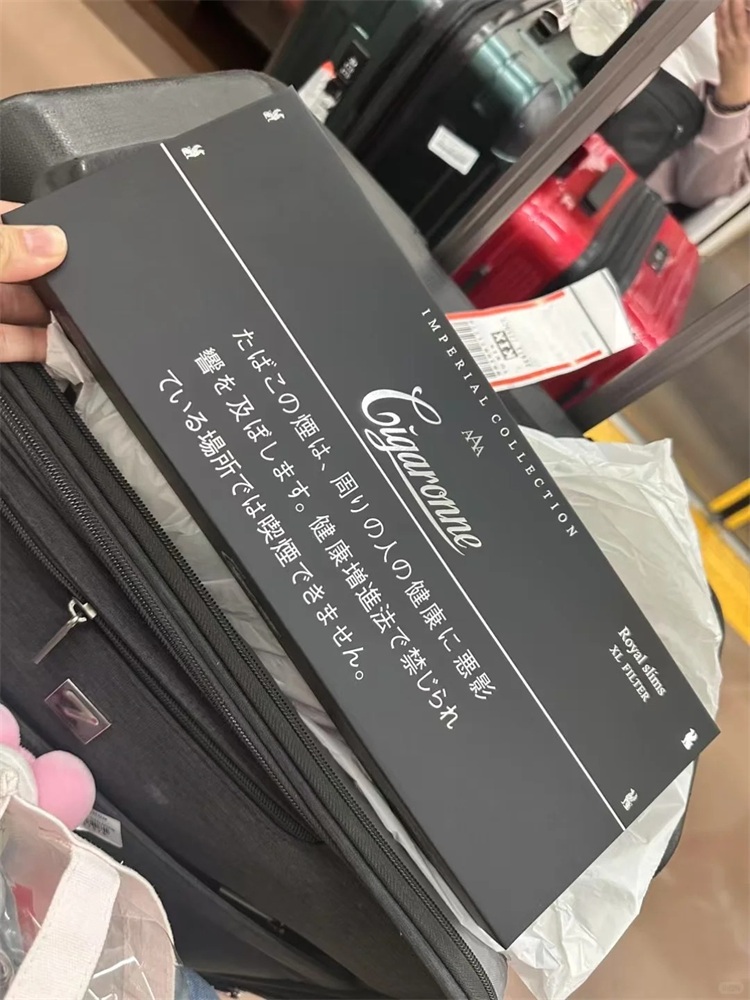 IMPERIAL COLLECTION
Cigaronne
たばこの煙は、周りの人の健康に悪影
響を及ぼします。健康増進法で禁じられ
ている場所では喫煙できません。
Royal slims
XL FILTER
KIX